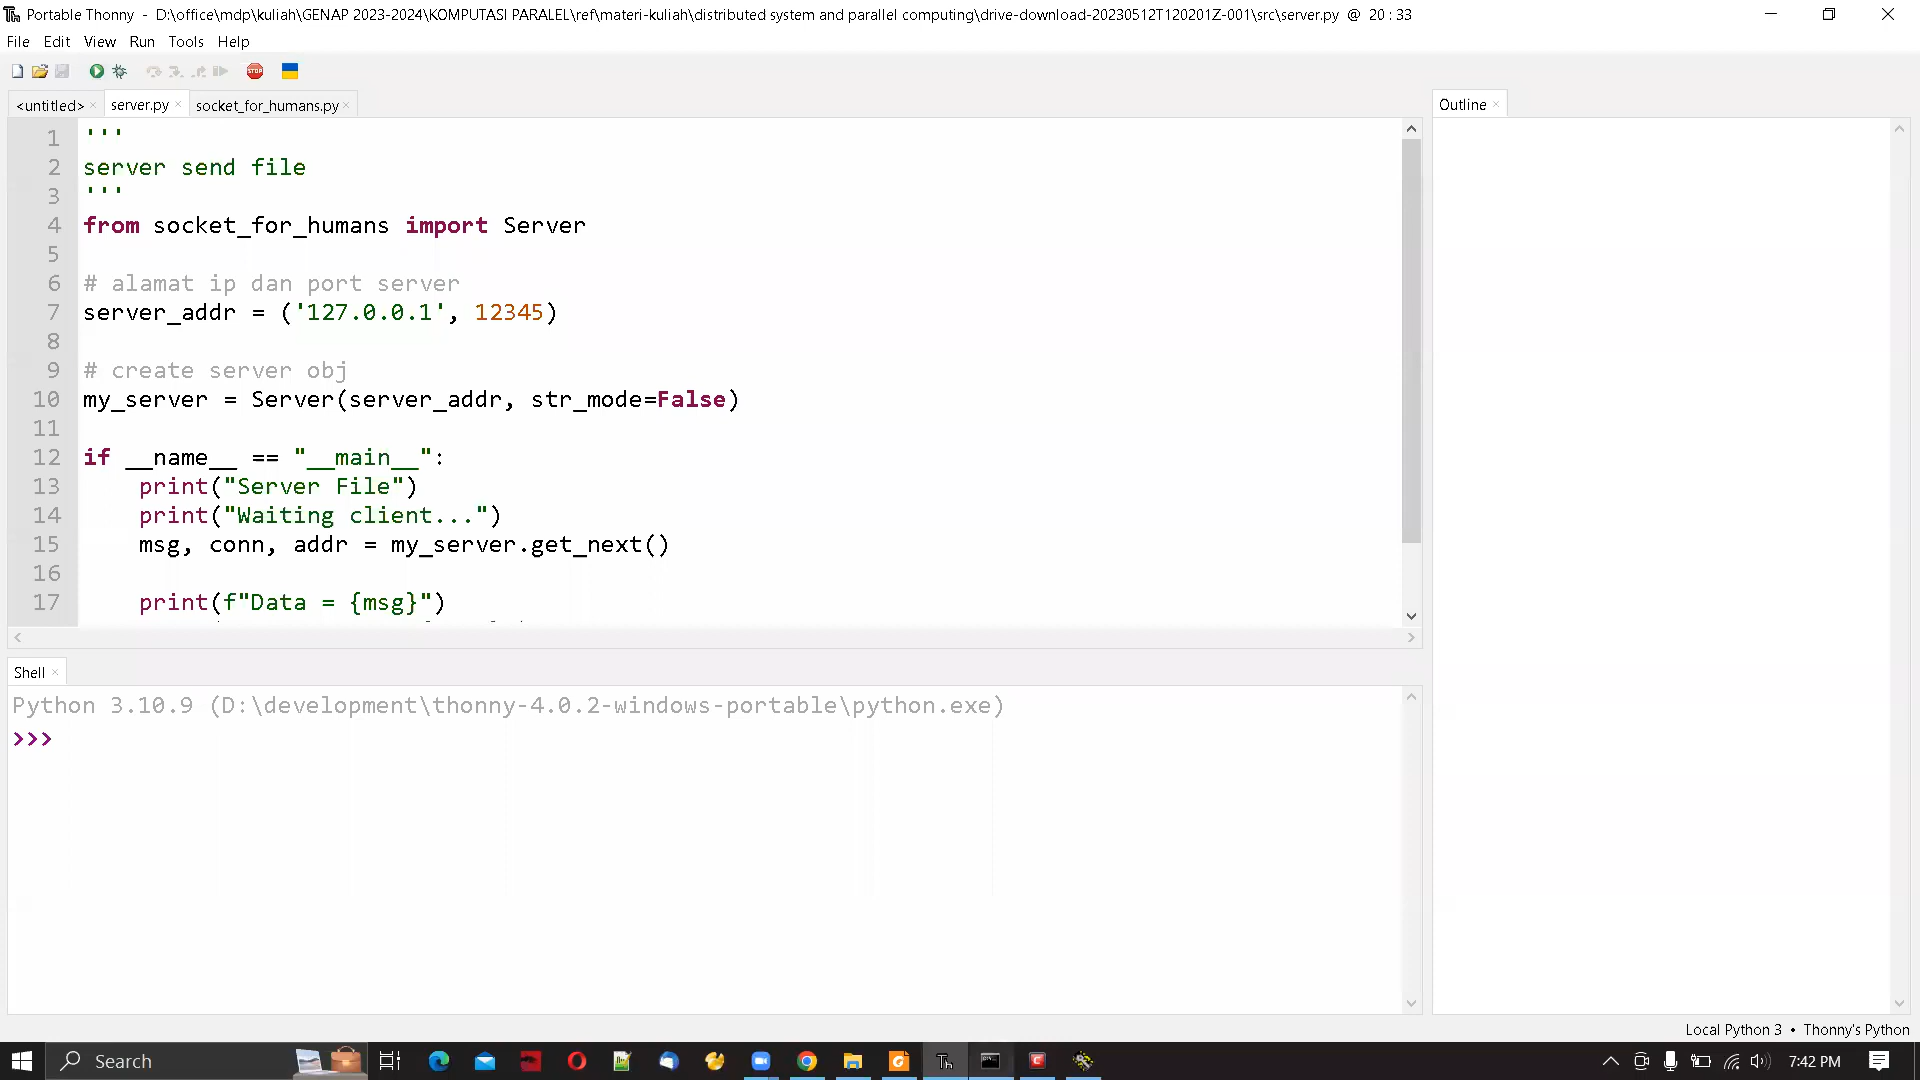 Portable Thonny - D:\office\mdp\kuliah\GENAP 2023-2024\KOMPUTASI PARALEL\ref\materi-kuliah\distributed system and parallel computing\drive-download-20230512T120201Z-001\src\server.py @ 20 : 33
File Edit View Run Tools Help
STOP
<untitled> × server.py × socket_for_humans.py ×
Outline ×
1 '''
2 server send file
3 '''
4 from socket_for_humans import Server
5
6 # alamat ip dan port server
7 server_addr = ('127.0.0.1', 12345)
8
9 # create server obj
10 my_server = Server(server_addr, str_mode=False)
11
12 if __name__ == "__main__":
13 print("Server File")
14 print("Waiting client...")
15 msg, conn, addr = my_server.get_next()
16
17 print(f"Data = {msg}")
Shell ×
Python 3.10.9 (D:\development\thonny-4.0.2-windows-portable\python.exe)
>>>
Local Python 3 • Thonny's Python
Search
Th
7:42 PM